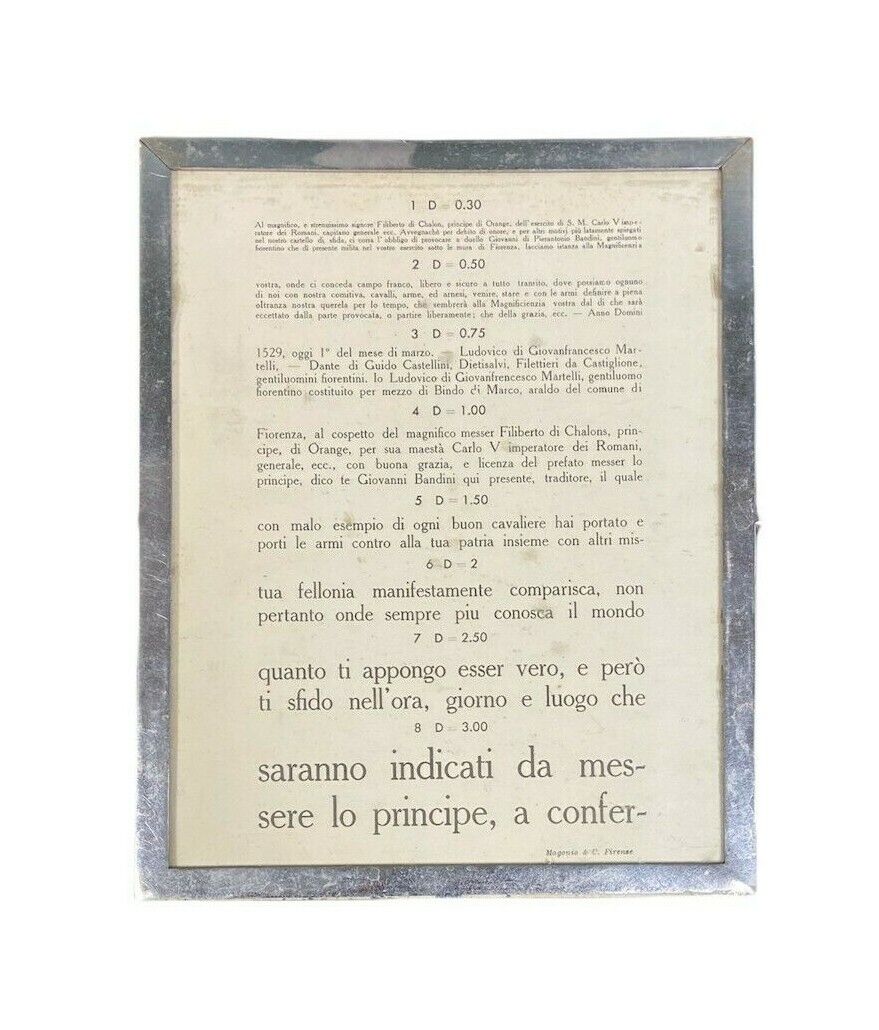 1 D = 0.30
Al magnifico, e strenuissimo signore Filiberto di Chalon, principe di Orange, dell'esercito di S. M. Carlo V impe-
ratore dei Romani, capitano generale ecc. Avvegnachè per debito di onore, e per altri motivi più latamente spiegati
nel nostro cartello di sfida, ci corra l'obbligo di provocare a duello Giovanni di Pierantonio Bandini, gentiluomo
fiorentino che di presente milita nel vostro esercito sotto le mura di Fiorenza, facciamo istanza alla Magnificenzi
2 D = 0.50
vostra, onde ci conceda campo franco, libero e sicuro a tutto transito, dove possiamo ognuno
di noi con nostra comitiva, cavalli, arme, ed arnesi, venire, stare e con le armi definire a piena
oltranza nostra querela per lo tempo, che sembrerà alla Magnificienzia vostra dal dì che sarà
eccettato dalla parte provocata, o partire liberamente; che della grazia, ecc. — Anno Domini
3 D = 0.75
1529, oggi 1° del mese di marzo. — Ludovico di Giovanfrancesco Mar-
telli, — Dante di Guido Castellini, Dietisalvi, Filettieri da Castiglione,
gentiluomini fiorentini. Io Ludovico di Giovanfrencesco Martelli, gentiluomo
fiorentino costituito per mezzo di Bindo di Marco, araldo del comune di
4 D = 1.00
Fiorenza, al cospetto del magnifico messer Filiberto di Chalons, prin-
cipe, di Orange, per sua maestà Carlo V imperatore dei Romani,
generale, ecc., con buona grazia, e licenza del prefato messer lo
principe, dico te Giovanni Bandini qui presente, traditore, il quale
5 D = 1.50
con malo esempio di ogni buon cavaliere hai portato e
porti le armi contro alla tua patria insieme con altri mis-
6 D = 2
tua fellonia manifestamente comparisca, non
pertanto onde sempre piu conosca il mondo
7 D = 2.50
quanto ti appongo esser vero, e però
ti sfido nell'ora, giorno e luogo che
8 D = 3.00
saranno indicati da mes-
sere lo principe, a confer-
Magonio & C. Firenze